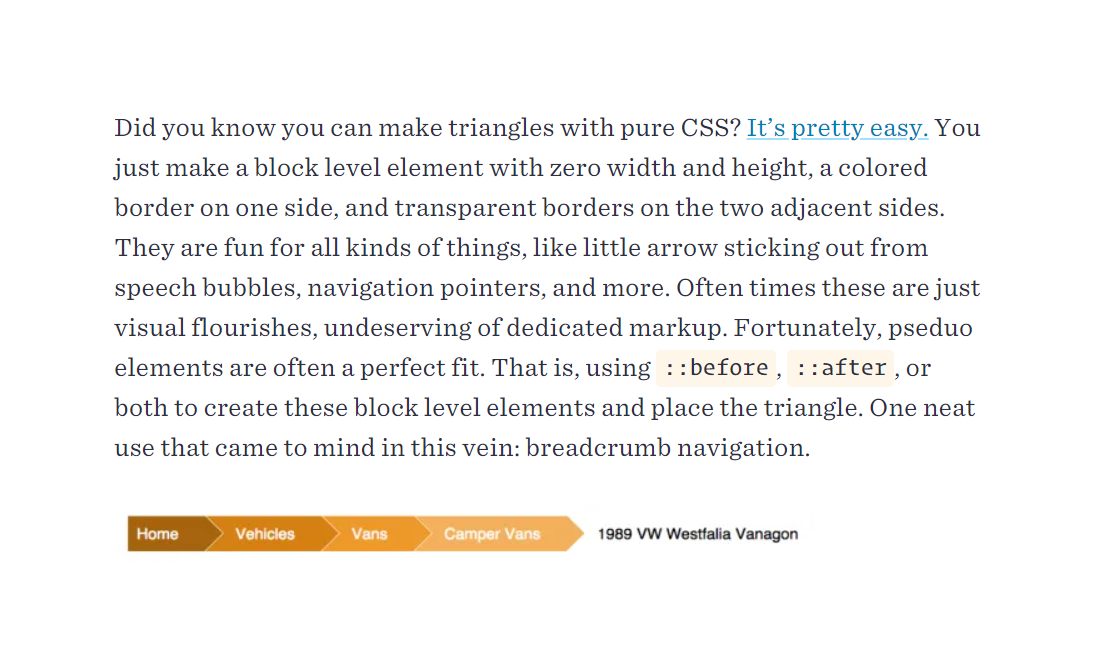 Did you know you can make triangles with pure CSS? It’s pretty easy. You
just make a block level element with zero width and height, a colored
border on one side, and transparent borders on the two adjacent sides.
They are fun for all kinds of things, like little arrow sticking out from
speech bubbles, navigation pointers, and more. Often times these are just
visual flourishes, undeserving of dedicated markup. Fortunately, pseduo
elements are often a perfect fit. That is, using ::before, ::after, or
both to create these block level elements and place the triangle. One neat
use that came to mind in this vein: breadcrumb navigation.
Home Vehicles Vans Camper Vans 1989 VW Westfalia Vanagon